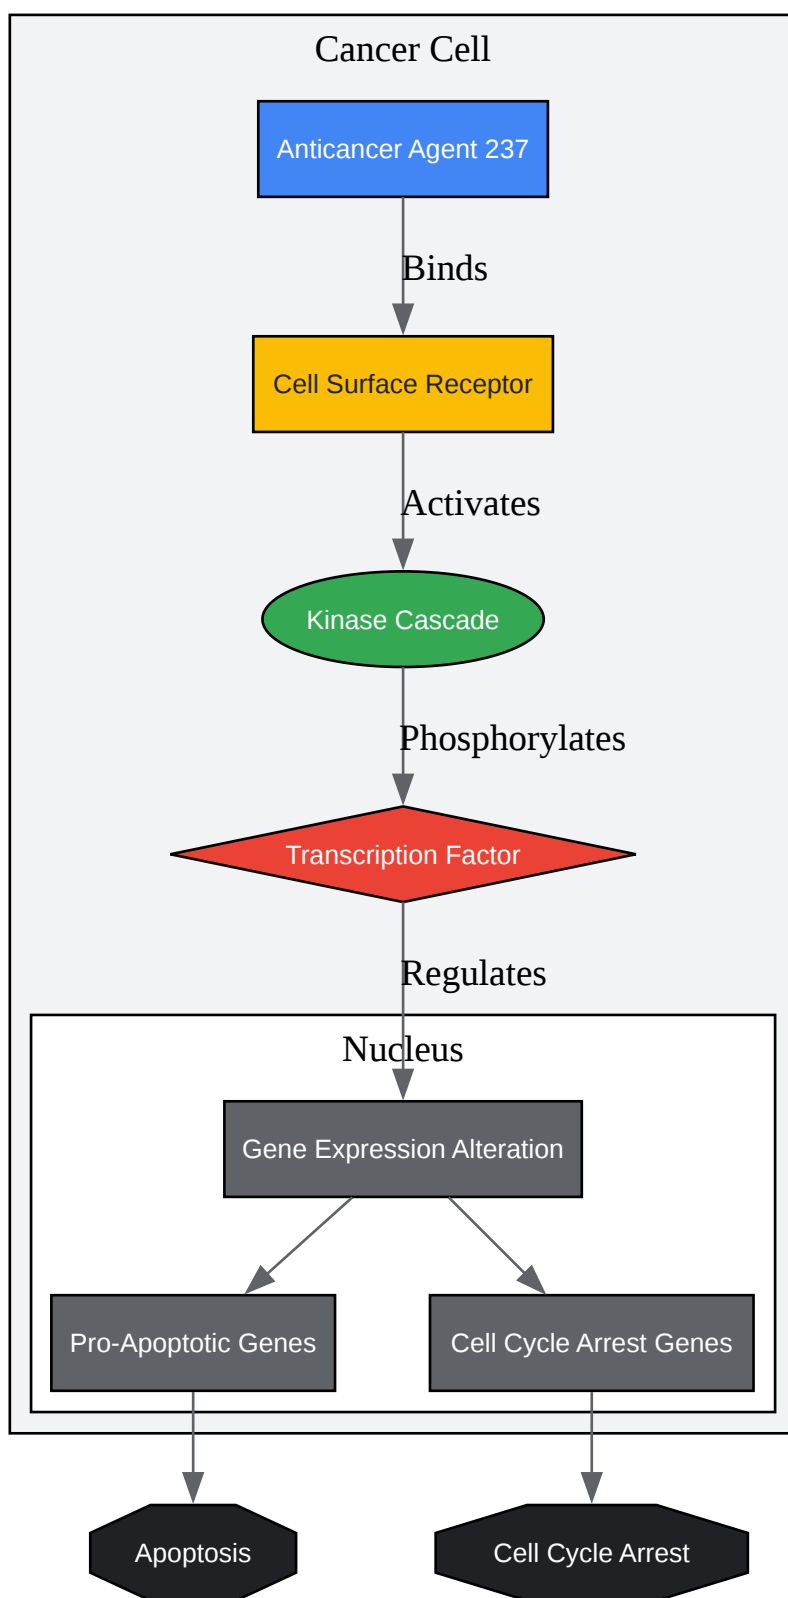 Cancer Cell
Anticancer Agent 237
Binds
Cell Surface Receptor
Activates
Kinase Cascade
Phosphorylates
Transcription Factor
Regulates
Nucleus
Gene Expression Alteration
Pro-Apoptotic Genes
Cell Cycle Arrest Genes
Apoptosis
Cell Cycle Arrest